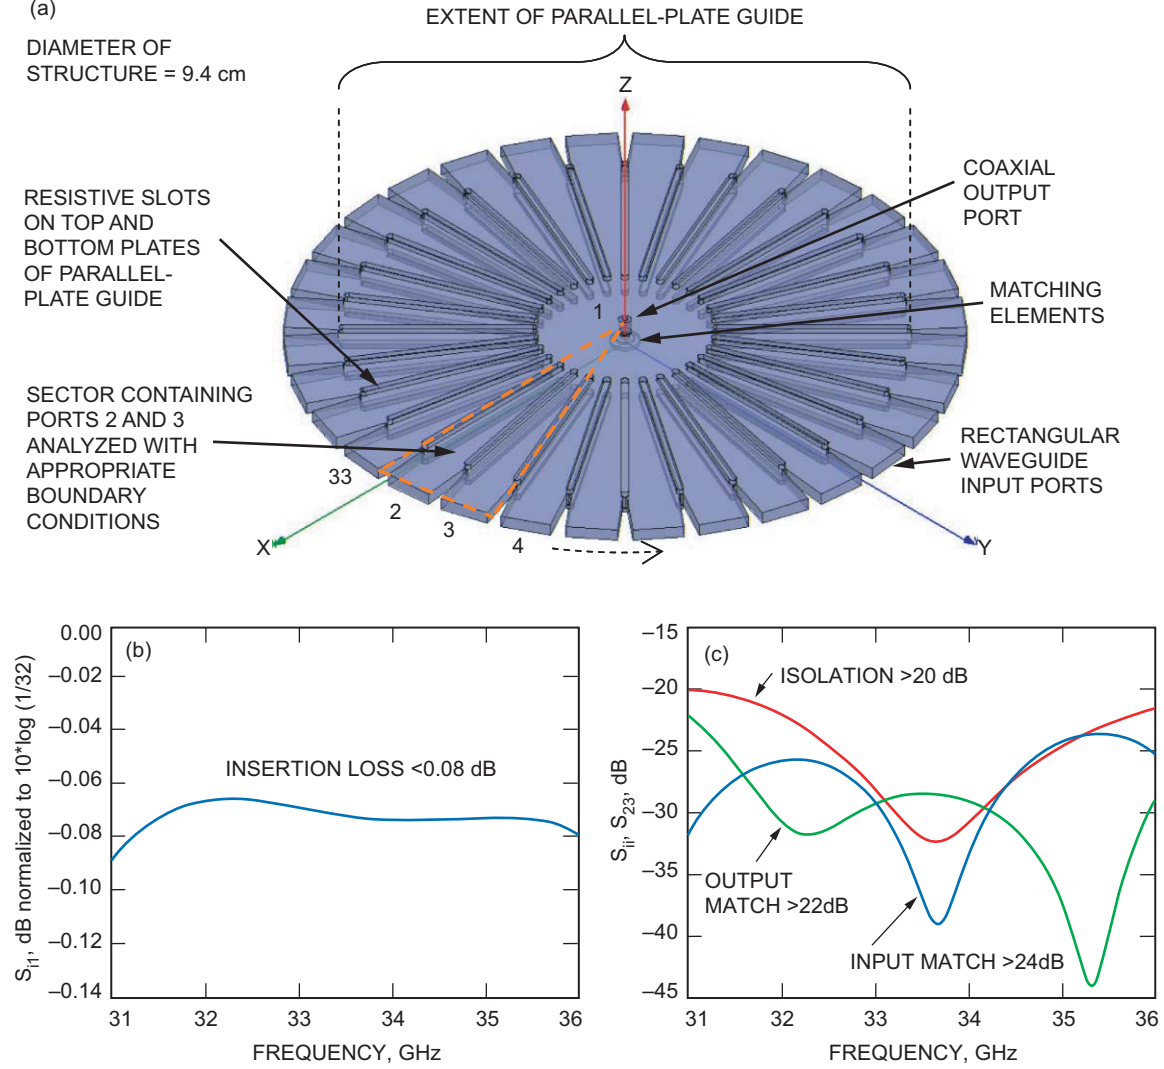 (a)
EXTENT OF PARALLEL-PLATE GUIDE
DIAMETER OF
STRUCTURE = 9.4 cm
Z
COAXIAL
OUTPUT
PORT
RESISTIVE SLOTS
ON TOP AND
BOTTOM PLATES
OF PARALLEL-
PLATE GUIDE
MATCHING
ELEMENTS
1
SECTOR CONTAINING
PORTS 2 AND 3
ANALYZED WITH
APPROPRIATE
BOUNDARY
CONDITIONS
RECTANGULAR
WAVEGUIDE
INPUT PORTS
33
2
3
4
X
Y
(b)
0.00
–0.02
–0.04
–0.06
–0.08
–0.10
–0.12
–0.14
S_i1, dB normalized to 10*log (1/32)
INSERTION LOSS <0.08 dB
31
32
33
34
35
36
FREQUENCY, GHz
(c)
–15
–20
–25
–30
–35
–40
–45
S_ii, S_23, dB
ISOLATION >20 dB
OUTPUT
MATCH >22dB
INPUT MATCH >24dB
31
32
33
34
35
36
FREQUENCY, GHz